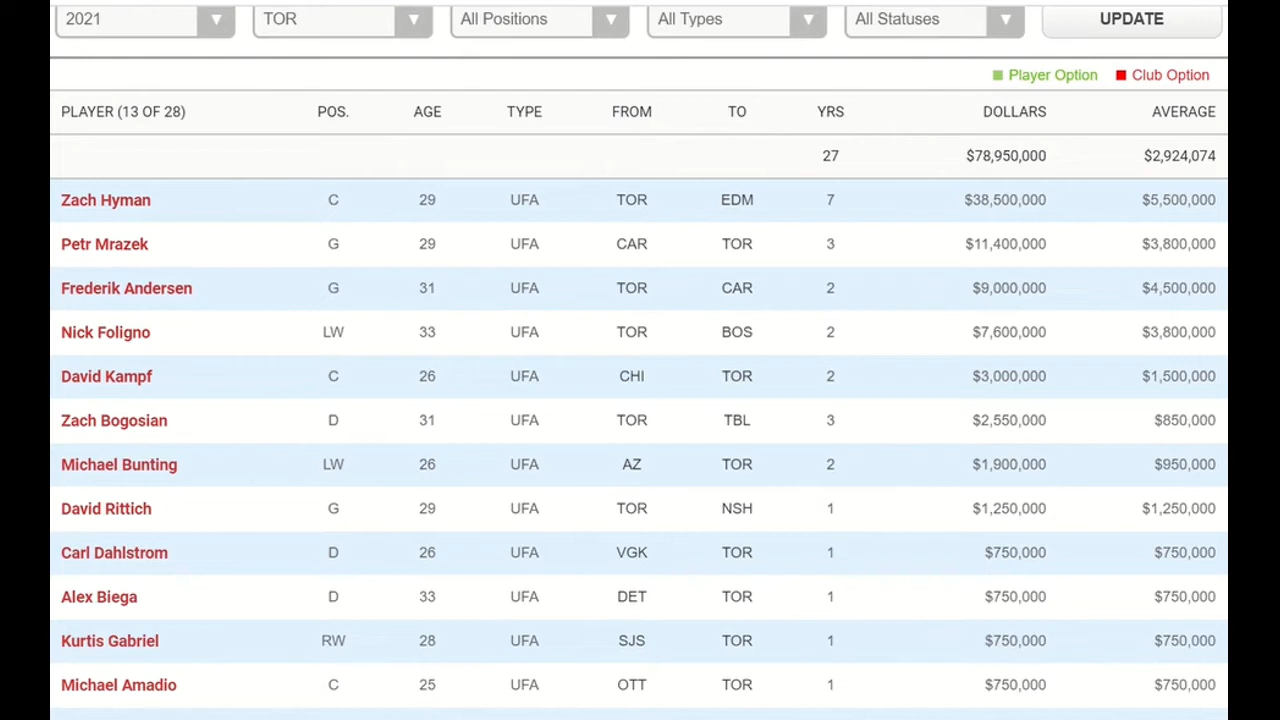 2021 TOR All Positions All Types All Statuses UPDATE
Player Option Club Option
PLAYER (13 OF 28) POS. AGE TYPE FROM TO YRS DOLLARS AVERAGE
27 $78,950,000 $2,924,074
Zach Hyman C 29 UFA TOR EDM 7 $38,500,000 $5,500,000
Petr Mrazek G 29 UFA CAR TOR 3 $11,400,000 $3,800,000
Frederik Andersen G 31 UFA TOR CAR 2 $9,000,000 $4,500,000
Nick Foligno LW 33 UFA TOR BOS 2 $7,600,000 $3,800,000
David Kampf C 26 UFA CHI TOR 2 $3,000,000 $1,500,000
Zach Bogosian D 31 UFA TOR TBL 3 $2,550,000 $850,000
Michael Bunting LW 26 UFA AZ TOR 2 $1,900,000 $950,000
David Rittich G 29 UFA TOR NSH 1 $1,250,000 $1,250,000
Carl Dahlstrom D 26 UFA VGK TOR 1 $750,000 $750,000
Alex Biega D 33 UFA DET TOR 1 $750,000 $750,000
Kurtis Gabriel RW 28 UFA SJS TOR 1 $750,000 $750,000
Michael Amadio C 25 UFA OTT TOR 1 $750,000 $750,000